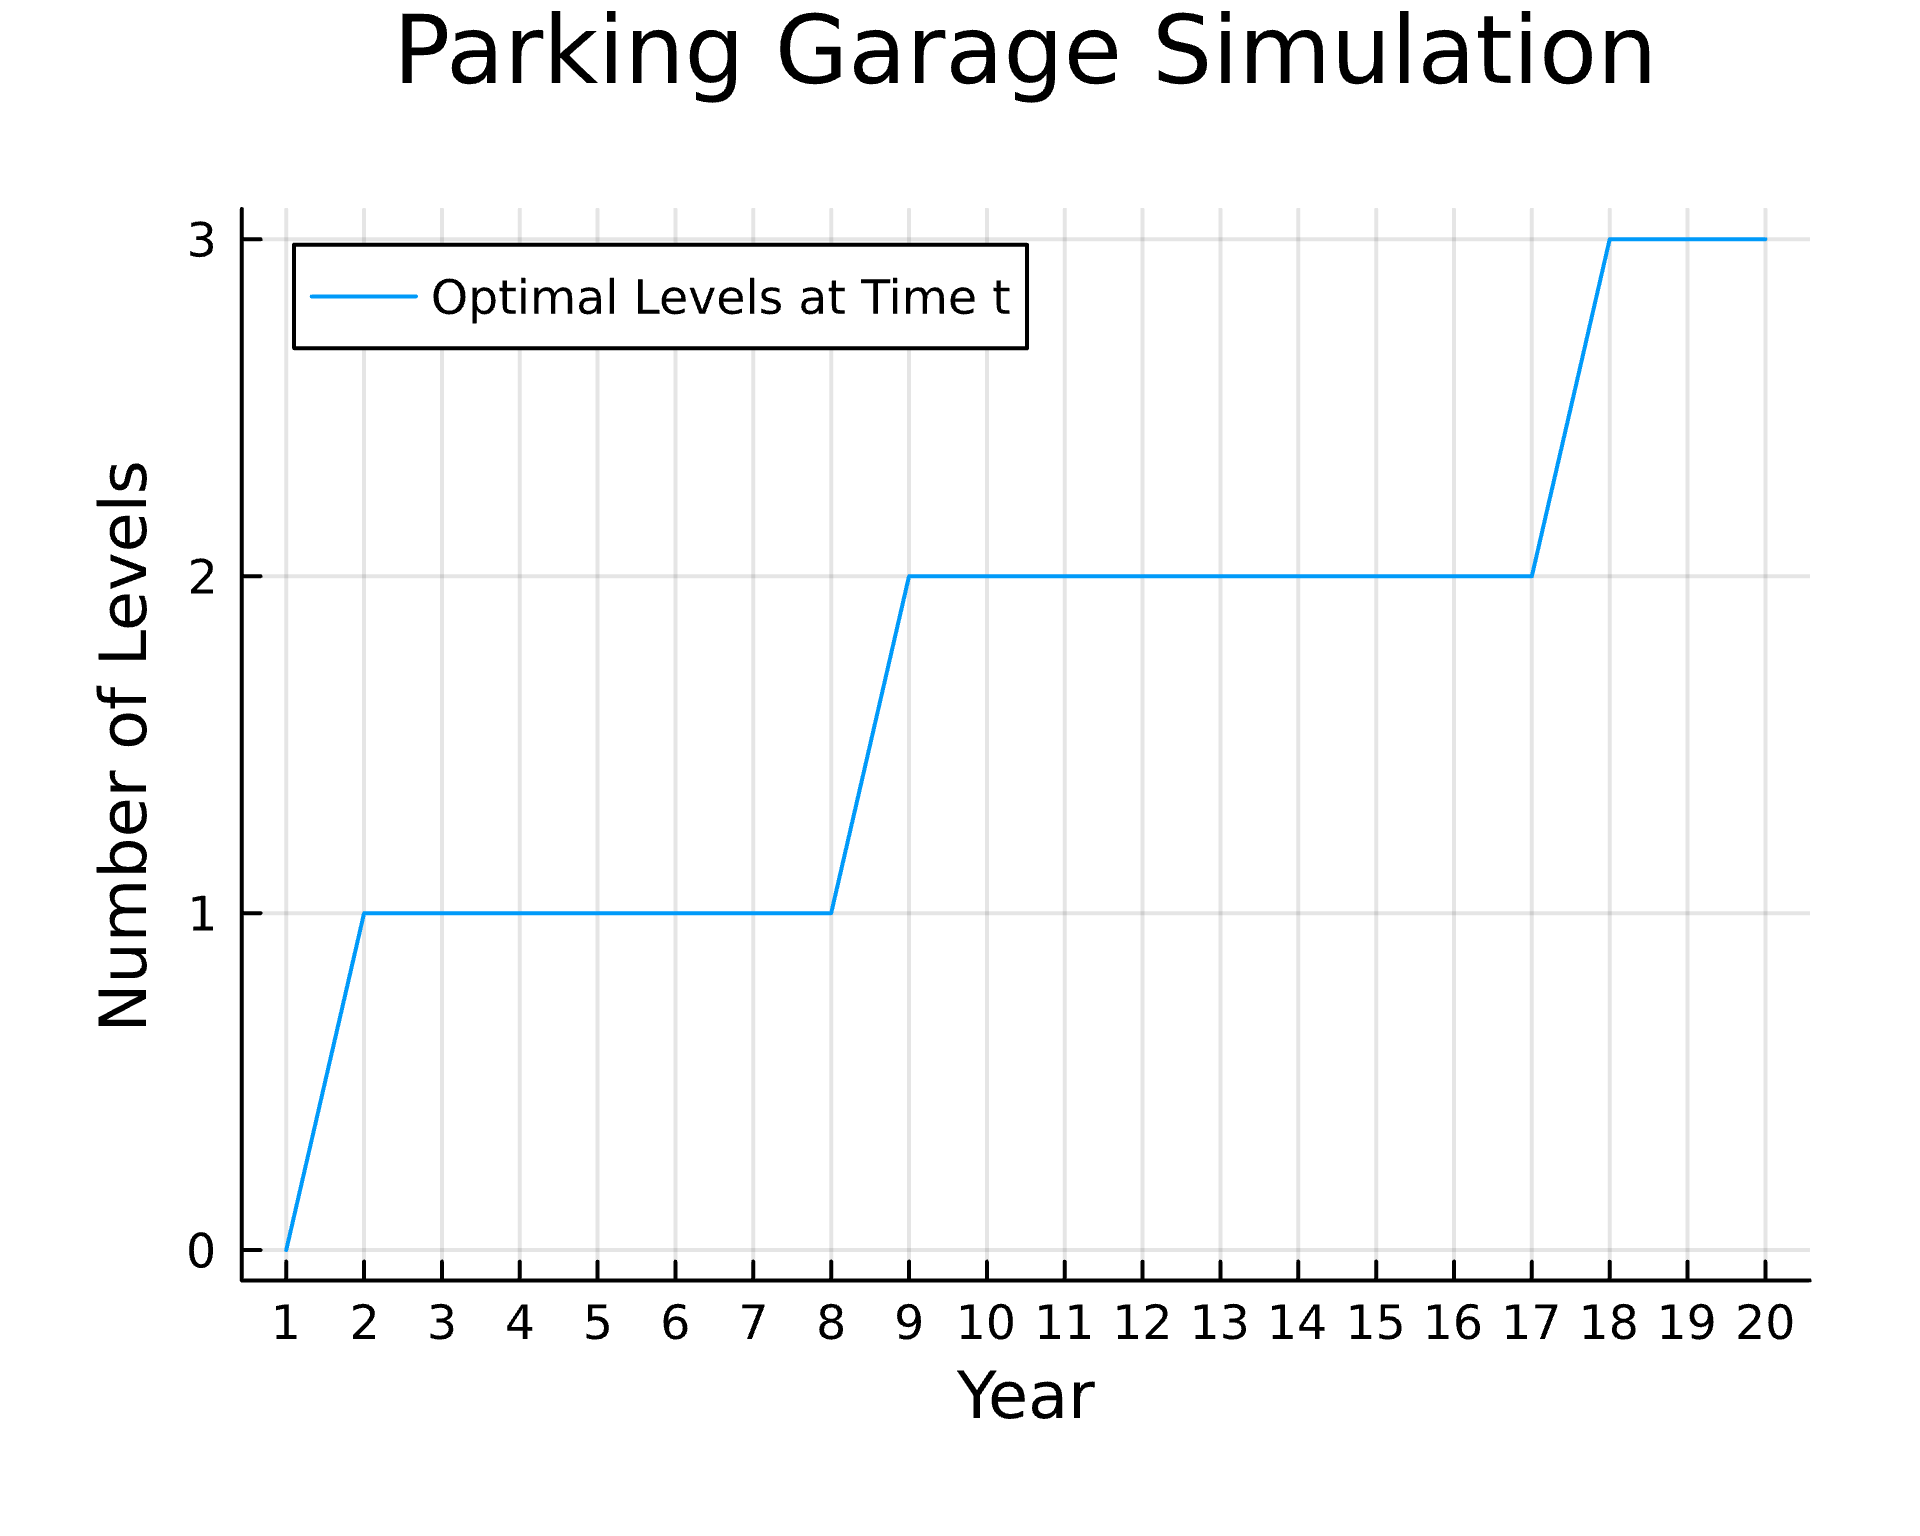 Parking Garage Simulation
Optimal Levels at Time t
Number of Levels
3
2
1
0
1 2 3 4 5 6 7 8 9 10 11 12 13 14 15 16 17 18 19 20
Year